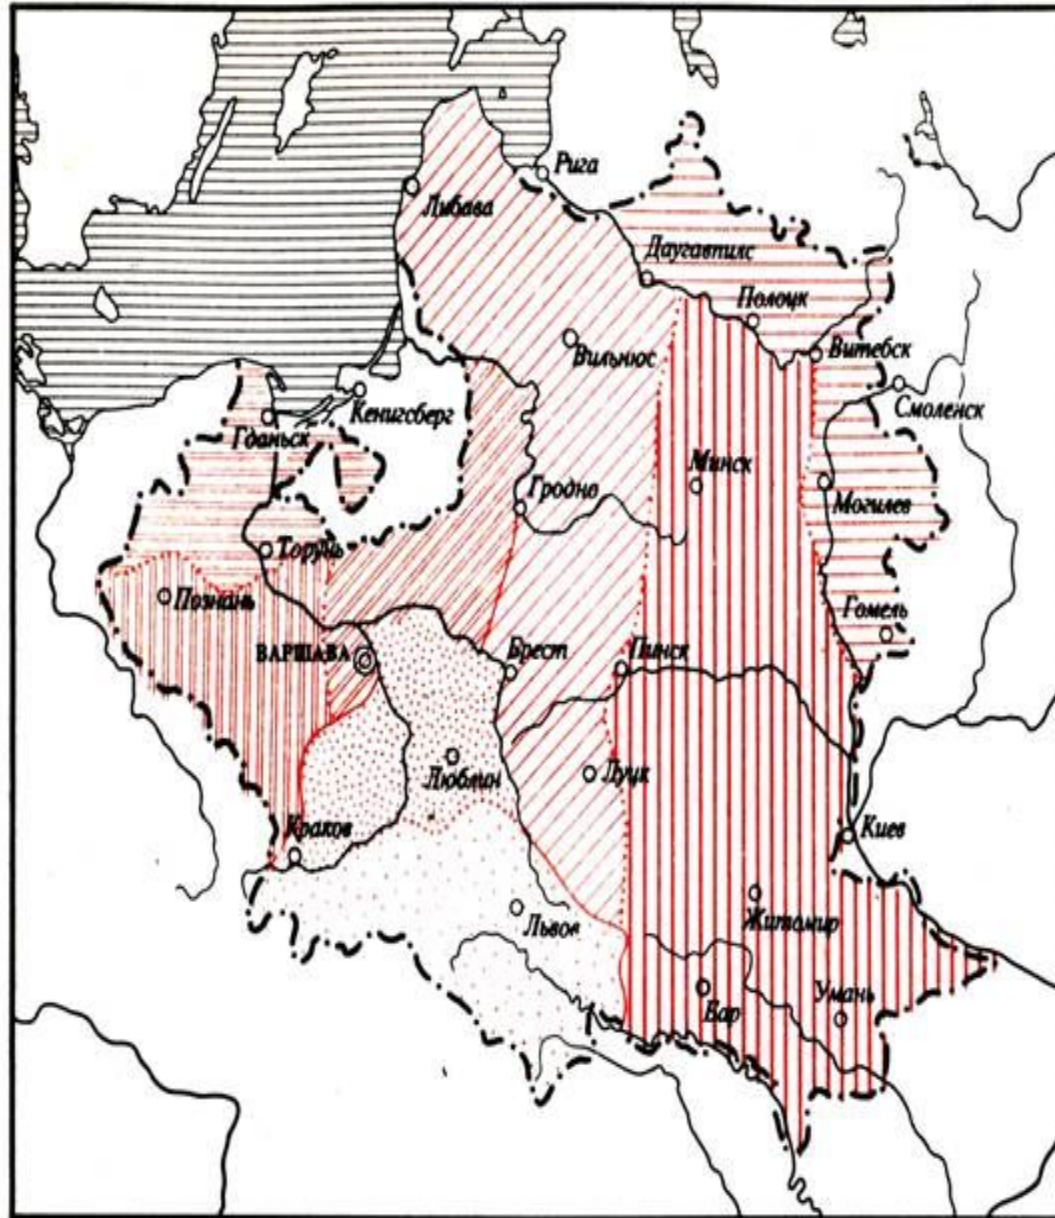 Рига
Либава
Даугавпилс
Полоцк
Вильнюс
Витебск
Кенигсберг
Смоленск
Гданьск
Минск
Гродно
Могилев
Торунь
Познань
Гомель
ВАРШАВА
Брест
Пинск
Люблин
Луцк
Краков
Киев
Житомир
Львов
Бар
Умань